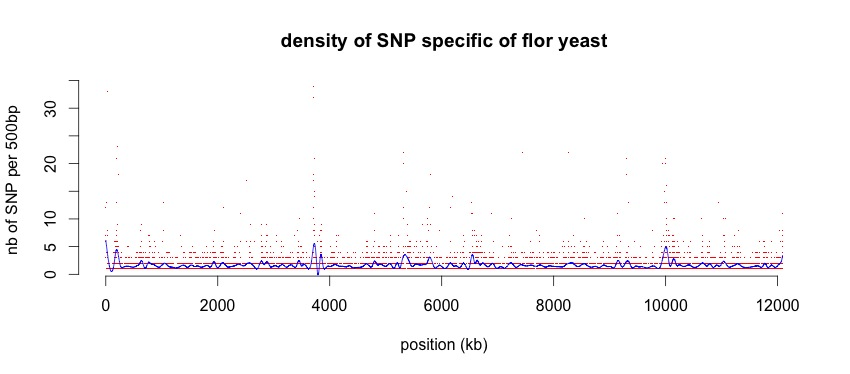 density of SNP specific of flor yeast
nb of SNP per 500bp
30
20
10
5
0
0 2000 4000 6000 8000 10000 12000
position (kb)